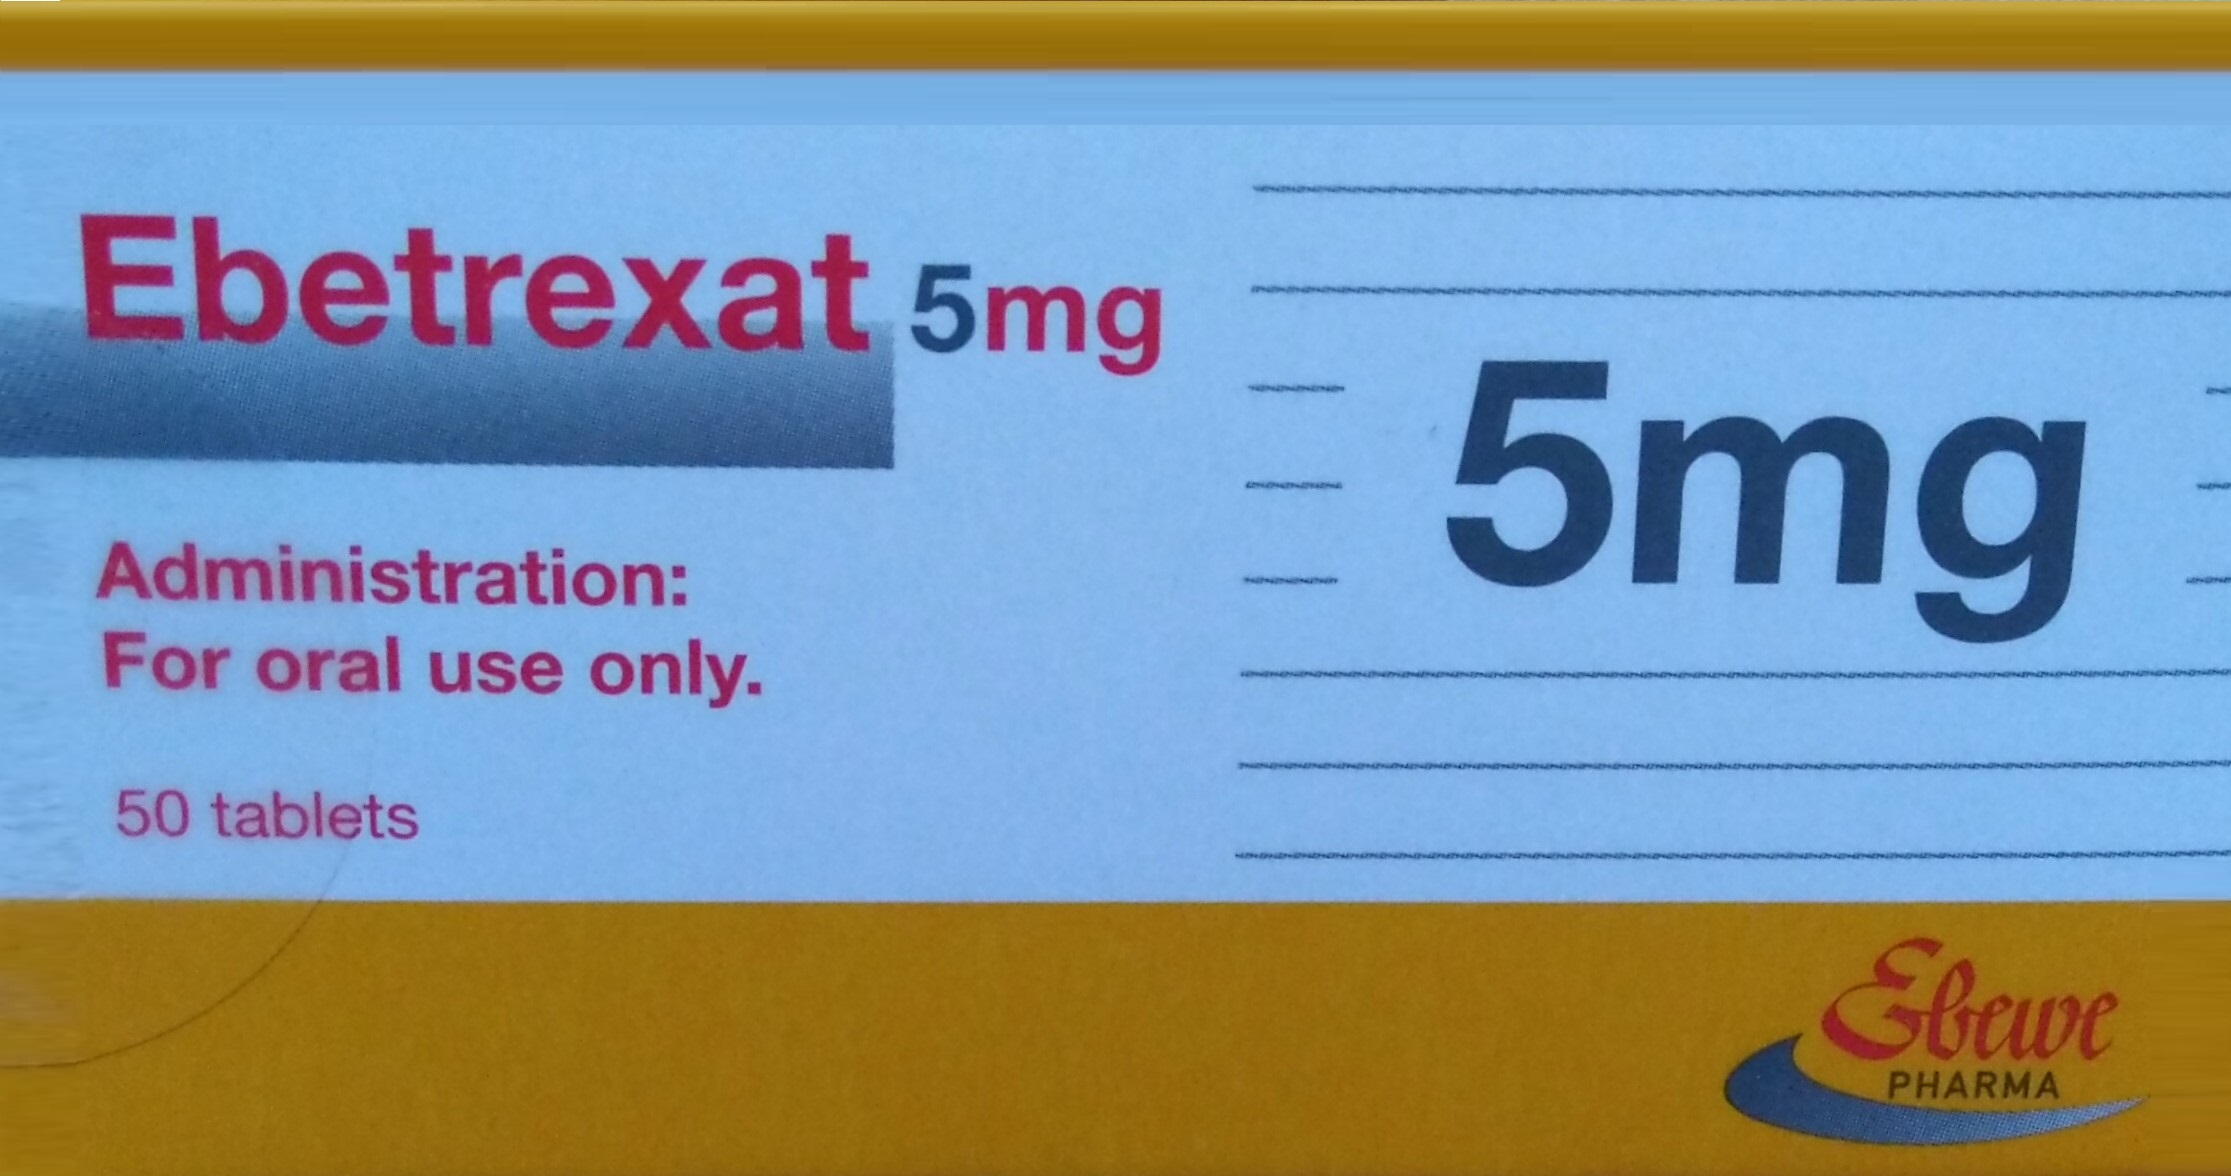 Ebetrexat 5mg
5mg
Administration:
For oral use only.
50 tablets
Ebewe
PHARMA